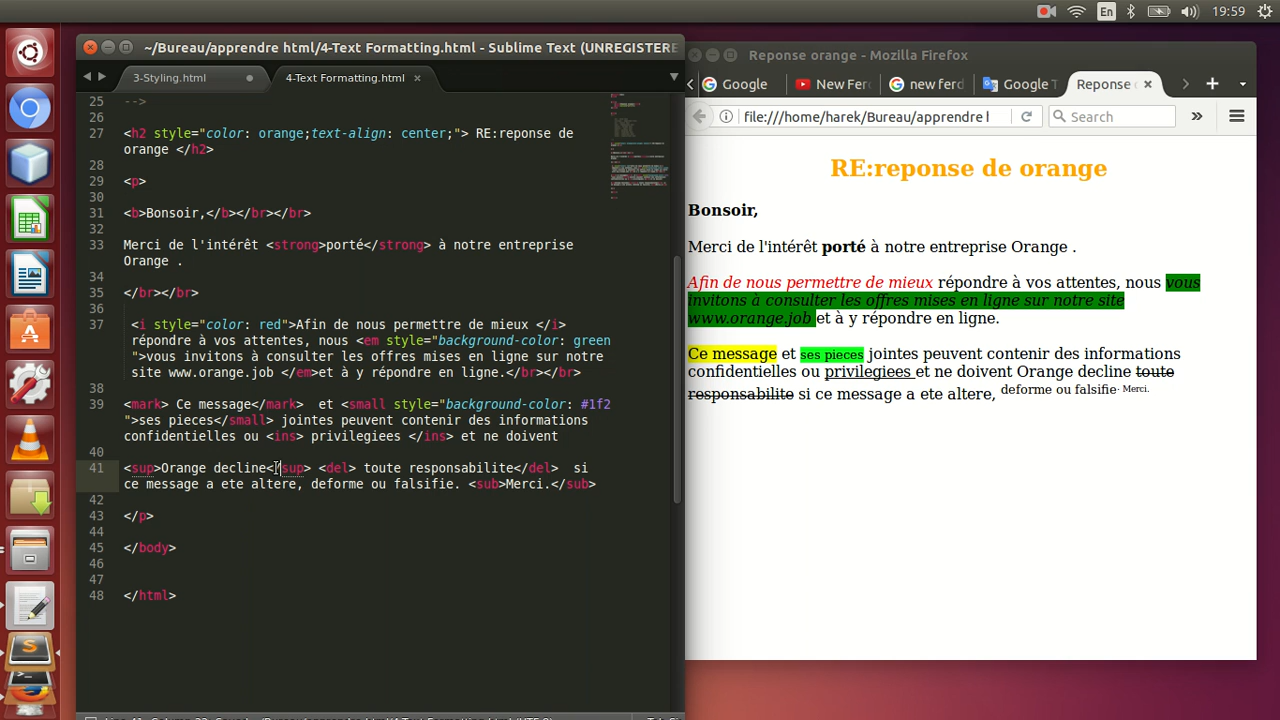 19:59
En
~/Bureau/apprendre html/4-Text Formatting.html - Sublime Text (UNREGISTERE
3-Styling.html
4-Text Formatting.html
25 -->
26
27 <h2 style="color: orange;text-align: center;"> RE:reponse de
orange </h2>
28
29 <p>
30
31 <b>Bonsoir,</b></br></br>
32
33 Merci de l'intérêt <strong>porté</strong> à notre entreprise
Orange .
34
35 </br></br>
36
37 <i style="color: red">Afin de nous permettre de mieux </i>
répondre à vos attentes, nous <em style="background-color: green
">vous invitons à consulter les offres mises en ligne sur notre
site www.orange.job </em>et à y répondre en ligne.</br></br>
38
39 <mark> Ce message</mark>  et <small style="background-color: #1f2
">ses pieces</small> jointes peuvent contenir des informations
confidentielles ou <ins> privilegiees </ins> et ne doivent
40
41 <sup>Orange decline</sup> <del> toute responsabilite</del>  si
ce message a ete altere, deforme ou falsifie. <sub>Merci.</sub>
42
43 </p>
44
45 </body>
46
47
48 </html>
Reponse orange - Mozilla Firefox
Google
New Fer
new ferd
Google T
Reponse
file:///home/harek/Bureau/apprendre
Search
RE:reponse de orange
Bonsoir,
Merci de l'intérêt porté à notre entreprise Orange .
Afin de nous permettre de mieux répondre à vos attentes, nous vous
invitons à consulter les offres mises en ligne sur notre site
www.orange.job et à y répondre en ligne.
Ce message et ses pieces jointes peuvent contenir des informations
confidentielles ou privilegiees et ne doivent Orange decline toute
responsabilite si ce message a ete altere, deforme ou falsifie. Merci.